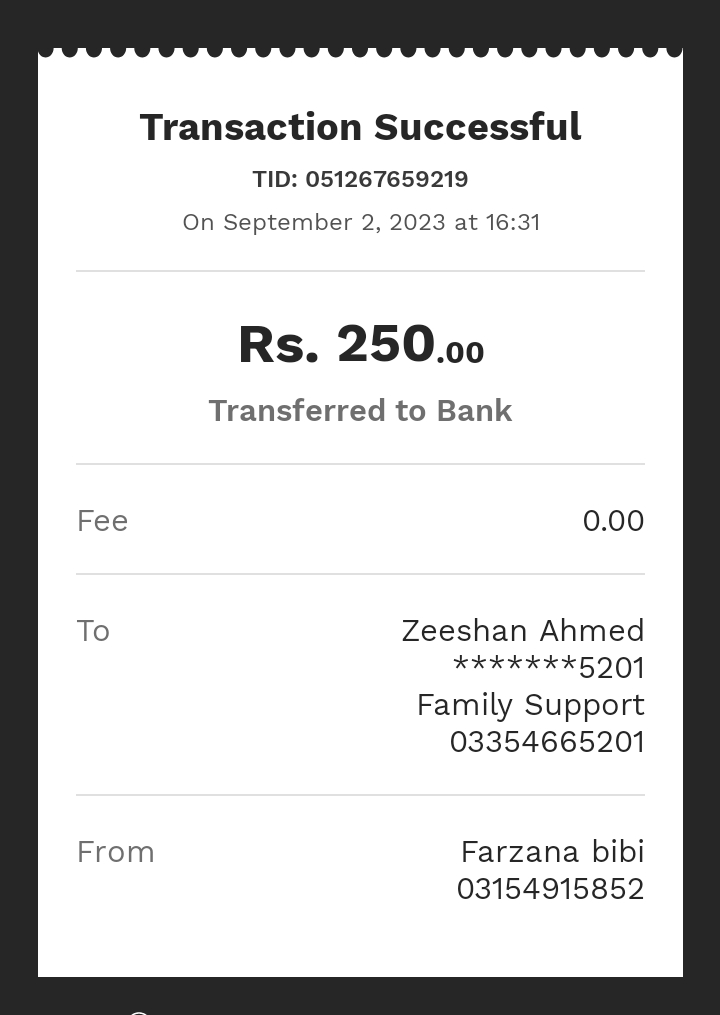 Transaction Successful
TID: 051267659219
On September 2, 2023 at 16:31
Rs. 250.00
Transferred to Bank
Fee 0.00
To Zeeshan Ahmed
*******5201
Family Support
03354665201
From Farzana bibi
03154915852